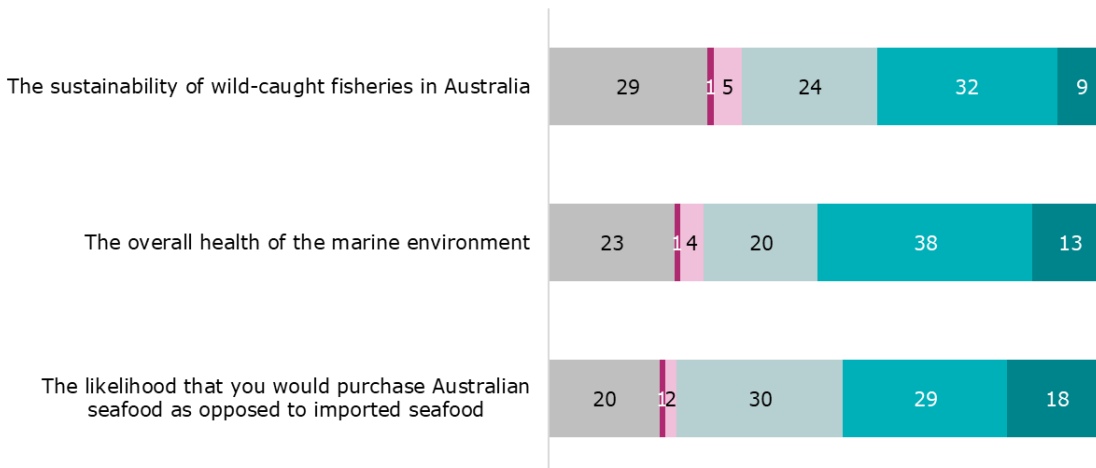 The sustainability of wild-caught fisheries in Australia
29 1 5 24 32 9
The overall health of the marine environment
23 1 4 20 38 13
The likelihood that you would purchase Australian
seafood as opposed to imported seafood
20 1 2 30 29 18